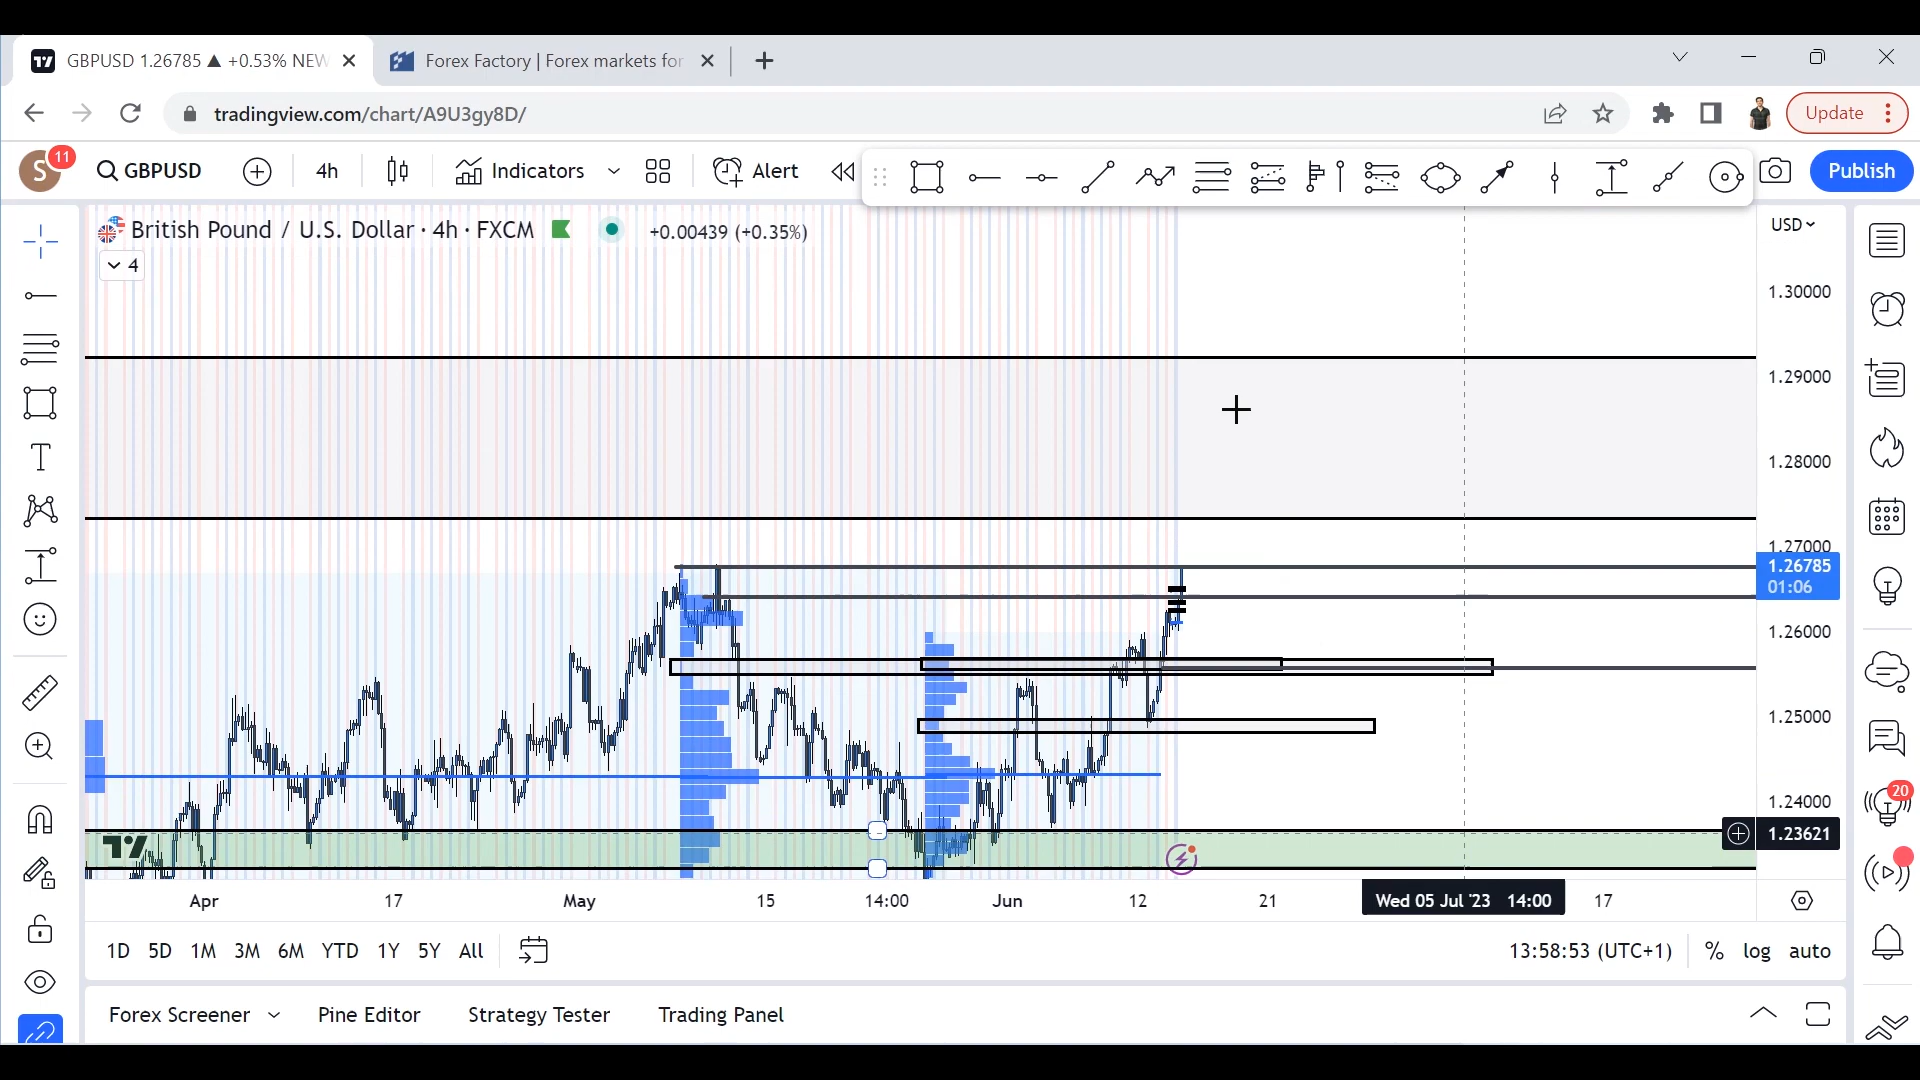 GBPUSD 1.26785 ▲ +0.53% NEW
Forex Factory | Forex markets for
tradingview.com/chart/A9U3gy8D/
Update
S
11
GBPUSD
4h
Indicators
Alert
Publish
British Pound / U.S. Dollar · 4h · FXCM
+0.00439 (+0.35%)
4
USD
1.30000
1.29000
1.28000
1.27000
1.26785
01:06
1.26000
1.25000
1.24000
1.23621
20
T
Apr
17
May
15
14:00
Jun
12
21
Wed 05 Jul '23 14:00
17
1D
5D
1M
3M
6M
YTD
1Y
5Y
All
13:58:53 (UTC+1)
%
log
auto
Forex Screener
Pine Editor
Strategy Tester
Trading Panel